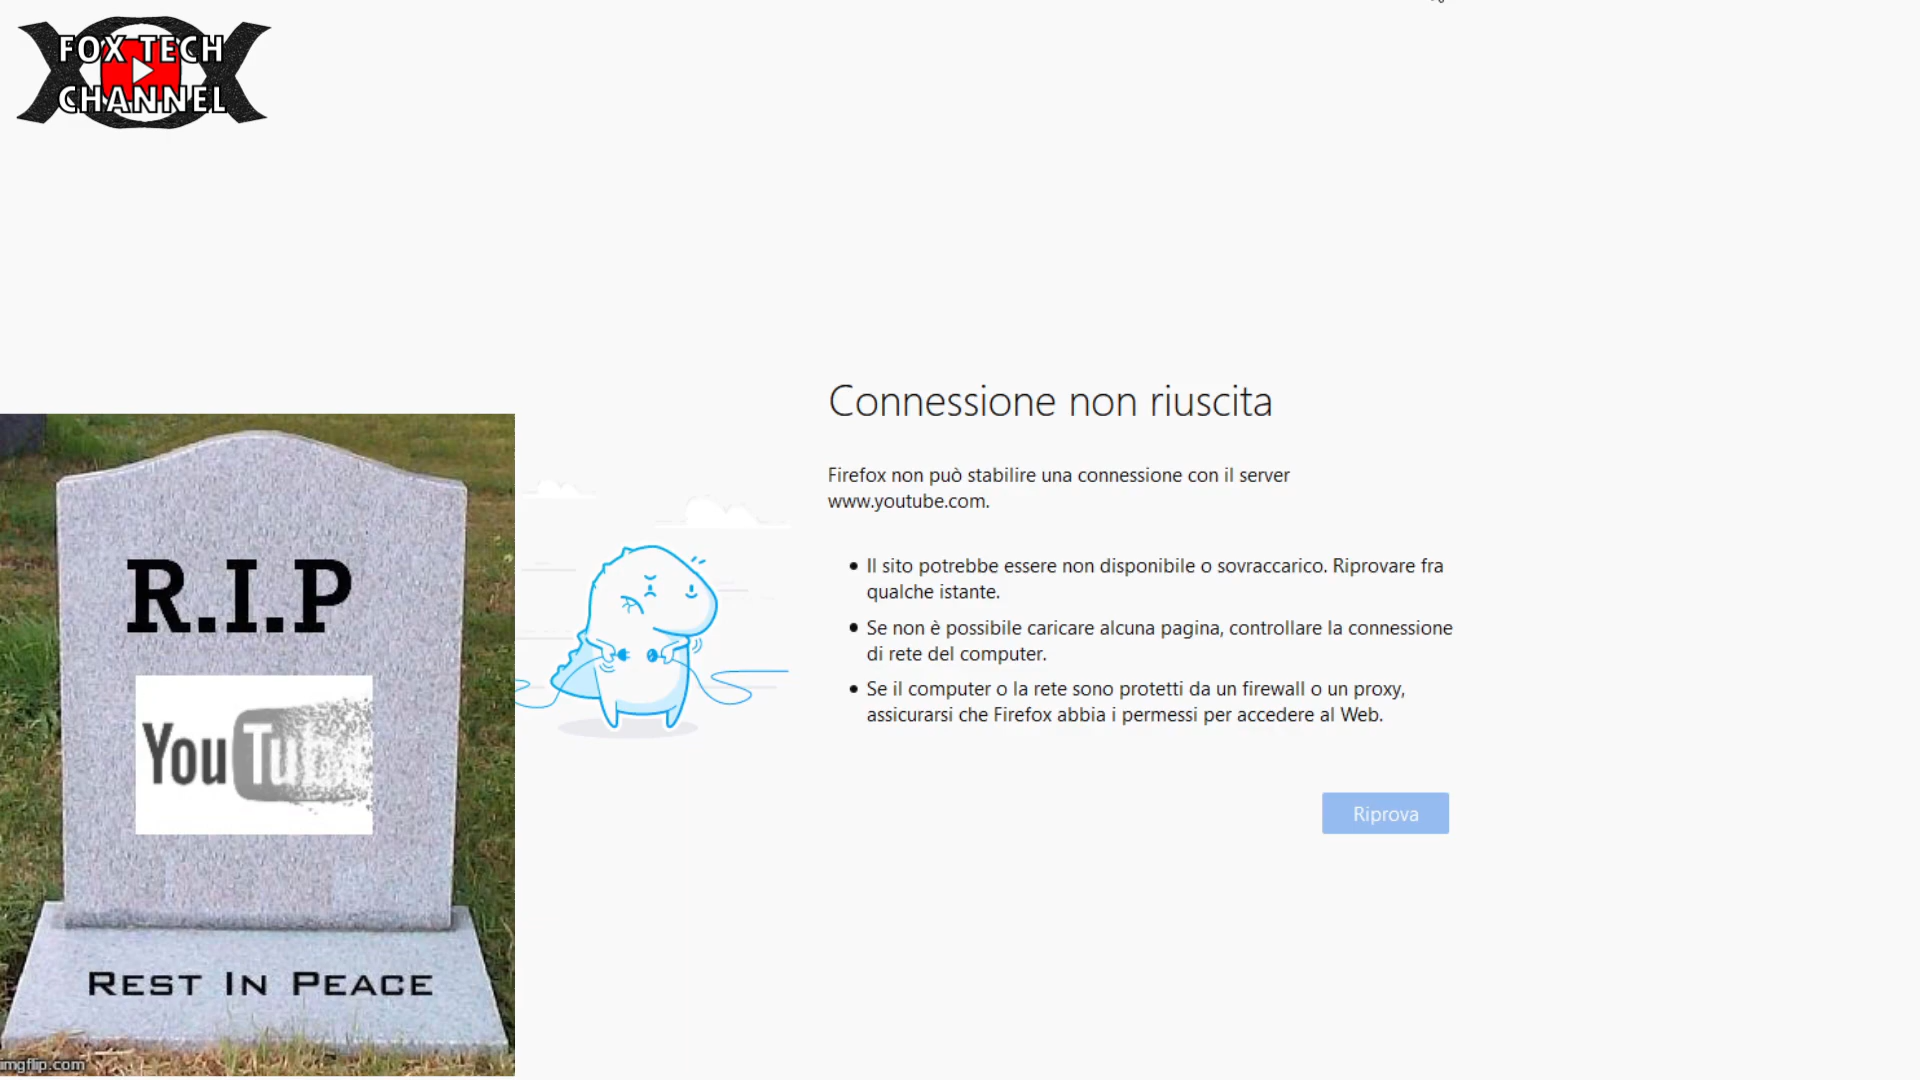 FOX TECH
CHANNEL
Connessione non riuscita
Firefox non può stabilire una connessione con il server
www.youtube.com.
Il sito potrebbe essere non disponibile o sovraccarico. Riprovare fra
qualche istante.
Se non è possibile caricare alcuna pagina, controllare la connessione
di rete del computer.
Se il computer o la rete sono protetti da un firewall o un proxy,
assicurarsi che Firefox abbia i permessi per accedere al Web.
Riprova
R.I.P
YouTube
REST IN PEACE
imgflip.com